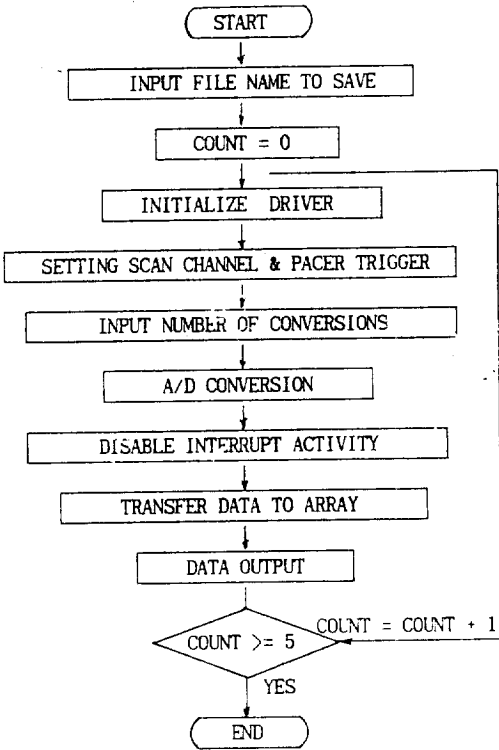 START
INPUT FILE NAME TO SAVE
COUNT = 0
INITIALIZE DRIVER
SETTING SCAN CHANNEL & PACER TRIGGER
INPUT NUMBER OF CONVERSIONS
A/D CONVERSION
DISABLE INTERRUPT ACTIVITY
TRANSFER DATA TO ARRAY
DATA OUTPUT
COUNT = COUNT + 1
COUNT >= 5
YES
END